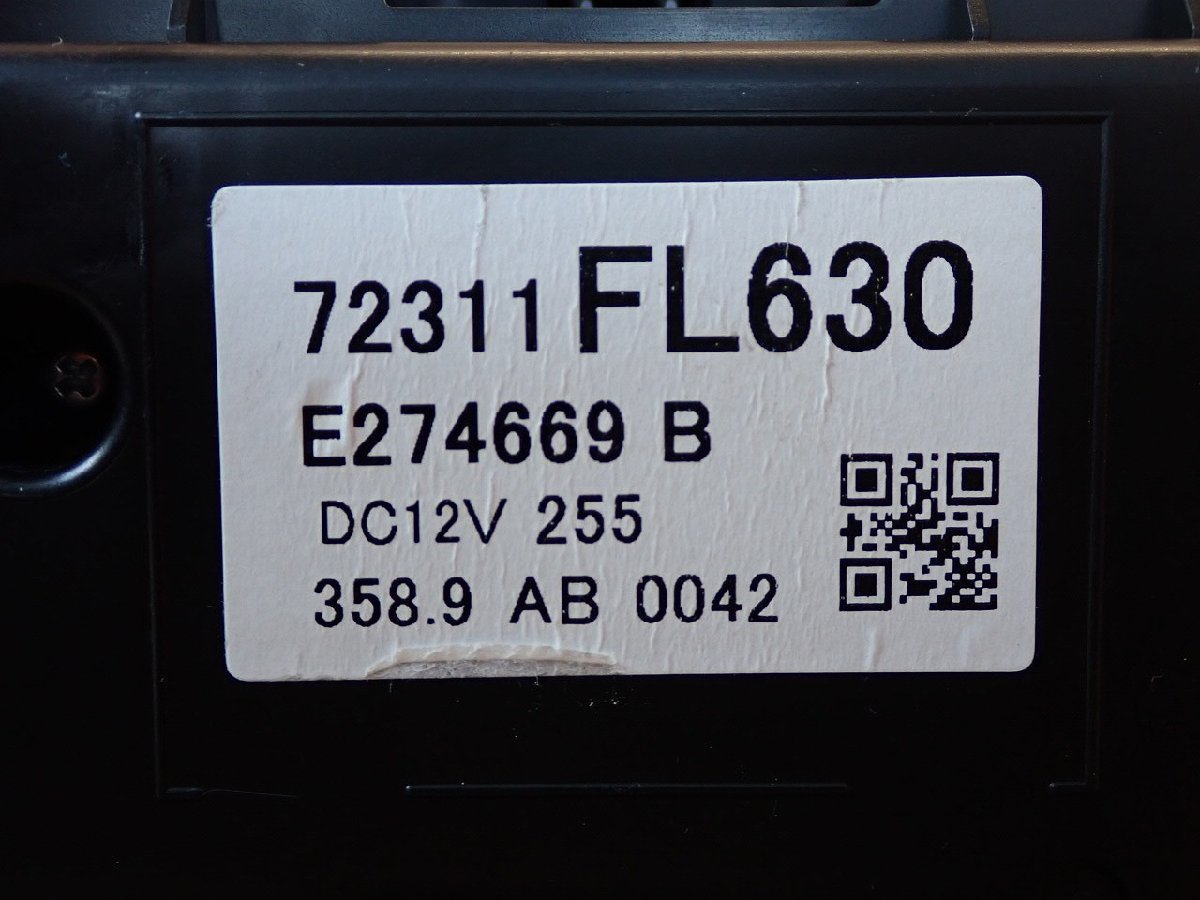 72311 FL630
E274669 B
DC12V 255
358.9 AB 0042